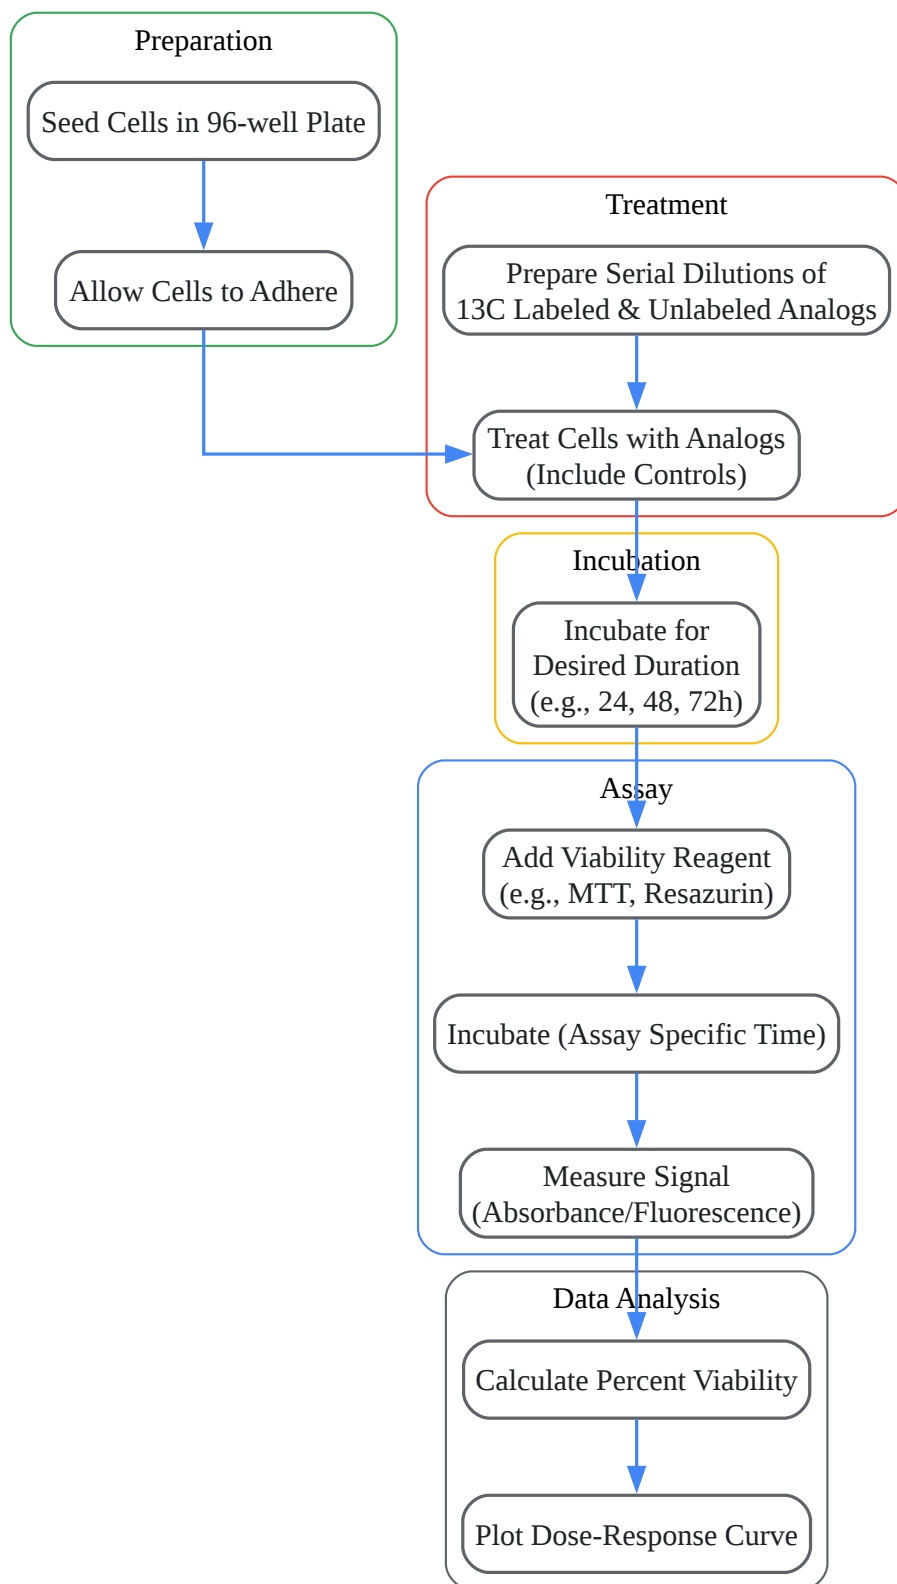 Preparation
Seed Cells in 96-well Plate
Allow Cells to Adhere
Treatment
Prepare Serial Dilutions of
13C Labeled & Unlabeled Analogs
Treat Cells with Analogs
(Include Controls)
Incubation
Incubate for
Desired Duration
(e.g., 24, 48, 72h)
Assay
Add Viability Reagent
(e.g., MTT, Resazurin)
Incubate (Assay Specific Time)
Measure Signal
(Absorbance/Fluorescence)
Data Analysis
Calculate Percent Viability
Plot Dose-Response Curve